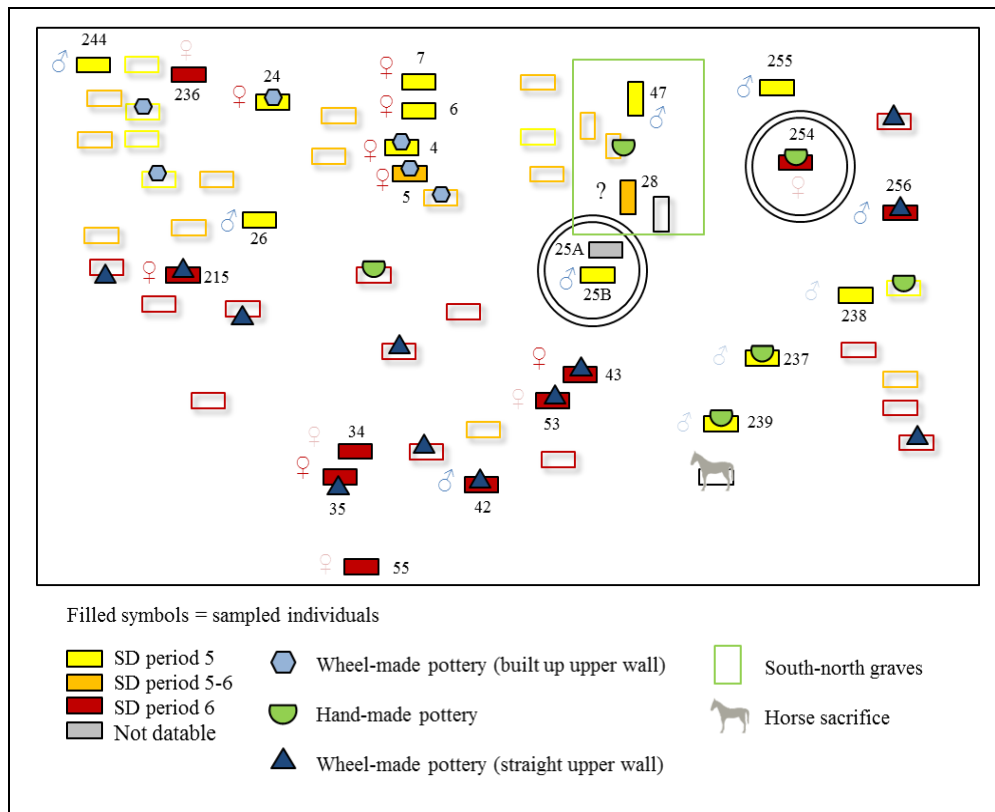 244
236
24
7
6
4
5
47
28
?
255
254
256
26
215
25A
25B
238
237
239
43
53
34
35
42
55
Filled symbols = sampled individuals
SD period 5
SD period 5-6
SD period 6
Not datable
Wheel-made pottery (built up upper wall)
Hand-made pottery
Wheel-made pottery (straight upper wall)
South-north graves
Horse sacrifice